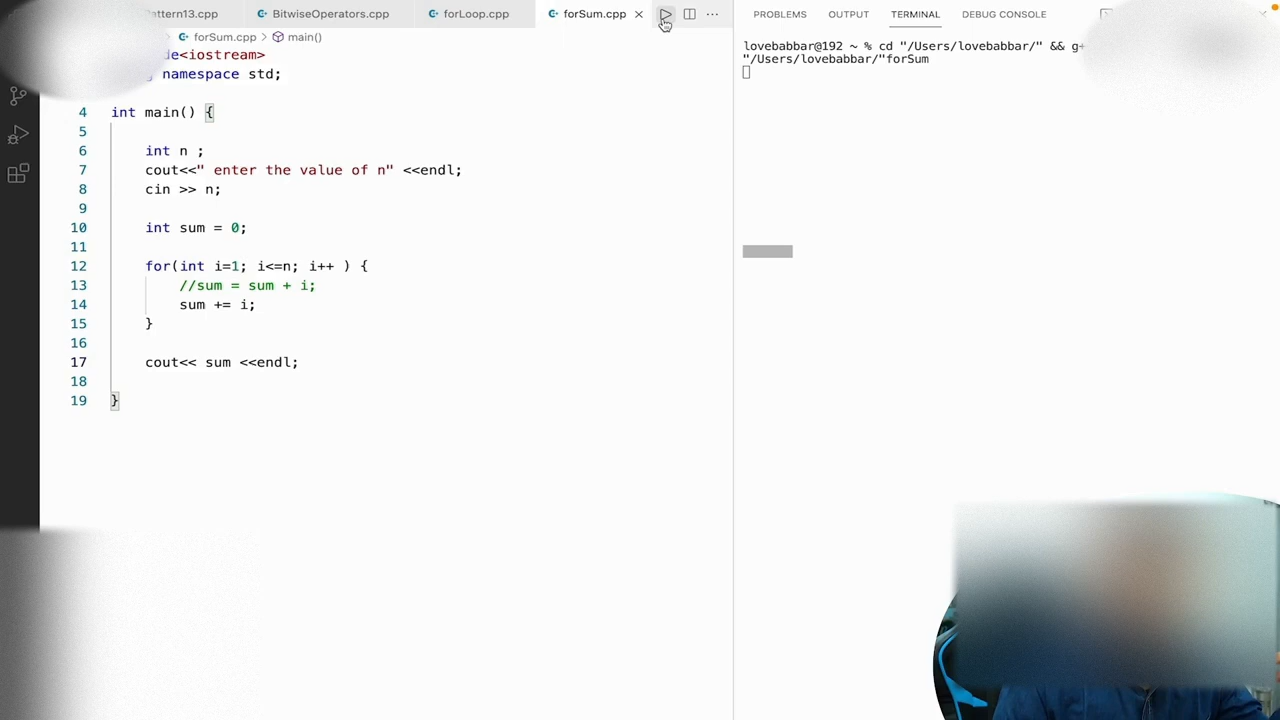 attern13.cpp BitwiseOperators.cpp forLoop.cpp forSum.cpp
PROBLEMS OUTPUT TERMINAL DEBUG CONSOLE
forSum.cpp > main()
de<iostream>
namespace std;
4 int main() {
5
6 int n ;
7 cout<<" enter the value of n" <<endl;
8 cin >> n;
9
10 int sum = 0;
11
12 for(int i=1; i<=n; i++ ) {
13 //sum = sum + i;
14 sum += i;
15 }
16
17 cout<< sum <<endl;
18
19 }
lovebabbar@192 ~ % cd "/Users/lovebabbar/" && g+
"/Users/lovebabbar/"forSum